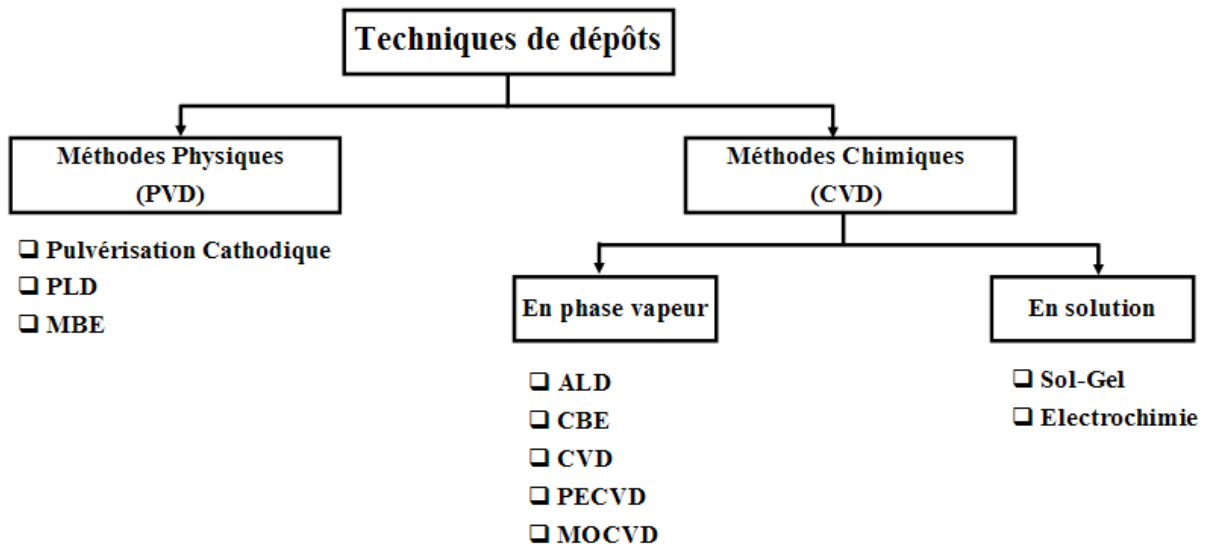 Techniques de dépôts
Méthodes Physiques
(PVD)
Pulvérisation Cathodique
PLD
MBE
Méthodes Chimiques
(CVD)
En phase vapeur
ALD
CBE
CVD
PECVD
MOCVD
En solution
Sol-Gel
Electrochimie